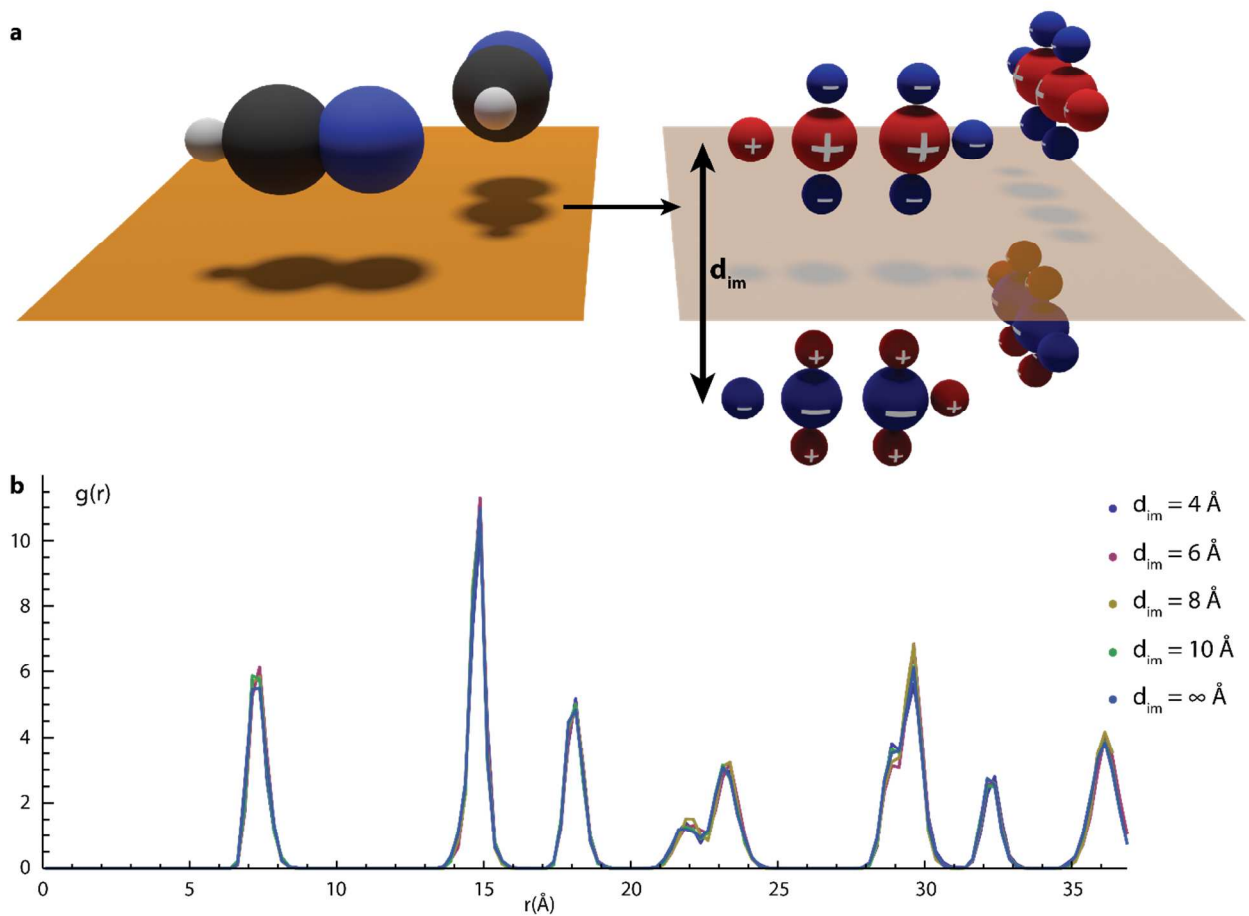 a
+ + + −
− −
− −
d_im
− − − +
+ +
+ +
b
g(r)
10
8
6
4
2
0
0 5 10 15 20 25 30 35
r(Å)
d_im = 4 Å
d_im = 6 Å
d_im = 8 Å
d_im = 10 Å
d_im = ∞ Å